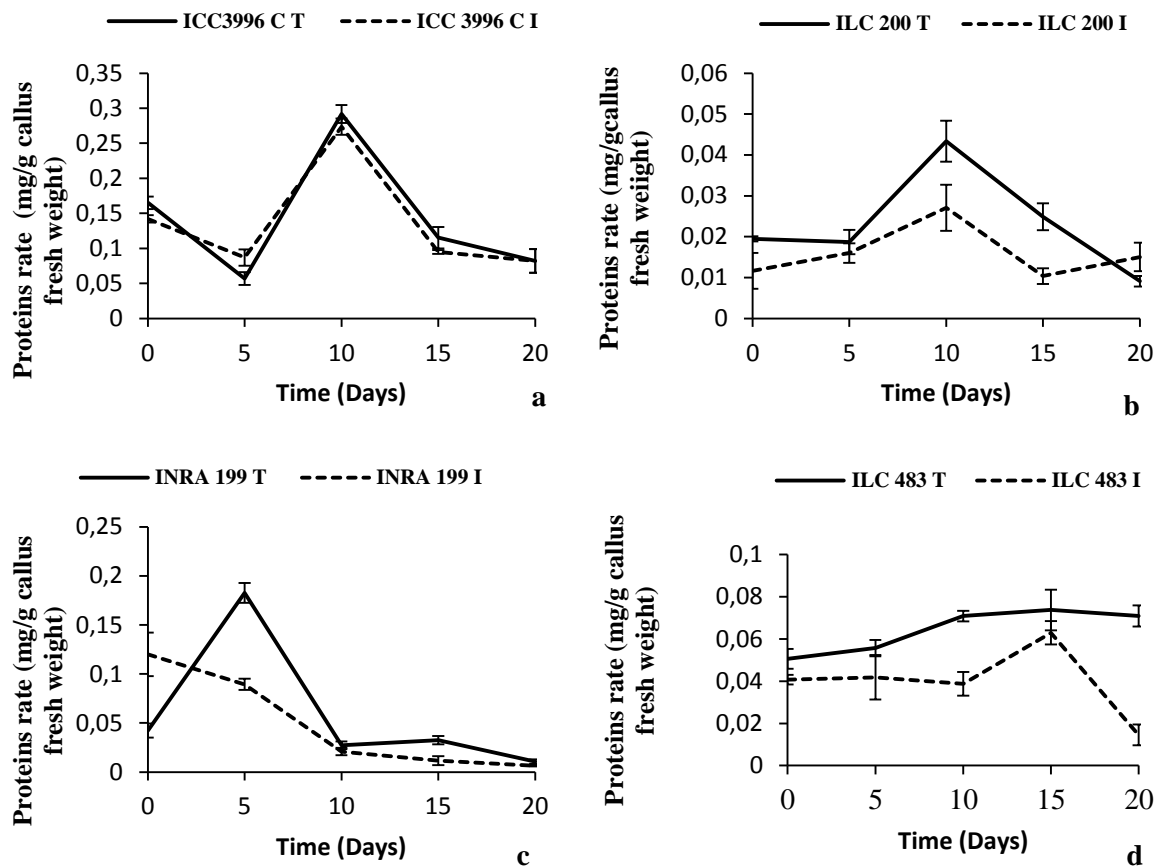 ICC3996 C T ICC 3996 C I
Proteins rate (mg/g callus
fresh weight)
0,35
0,3
0,25
0,2
0,15
0,1
0,05
0
0 5 10 15 20
Time (Days)
a
ILC 200 T ILC 200 I
Proteins rate (mg/gcallus
fresh weiight)
0,06
0,05
0,04
0,03
0,02
0,01
0
0 5 10 15 20
Time (Days)
b
INRA 199 T INRA 199 I
Proteins rate (mg/g callus
fresh weight)
0,25
0,2
0,15
0,1
0,05
0
0 5 10 15 20
Time (Days)
c
ILC 483 T ILC 483 I
Proteins rate (mg/g callus
fresh weight)
0,1
0,08
0,06
0,04
0,02
0
0 5 10 15 20
Time (Days)
d